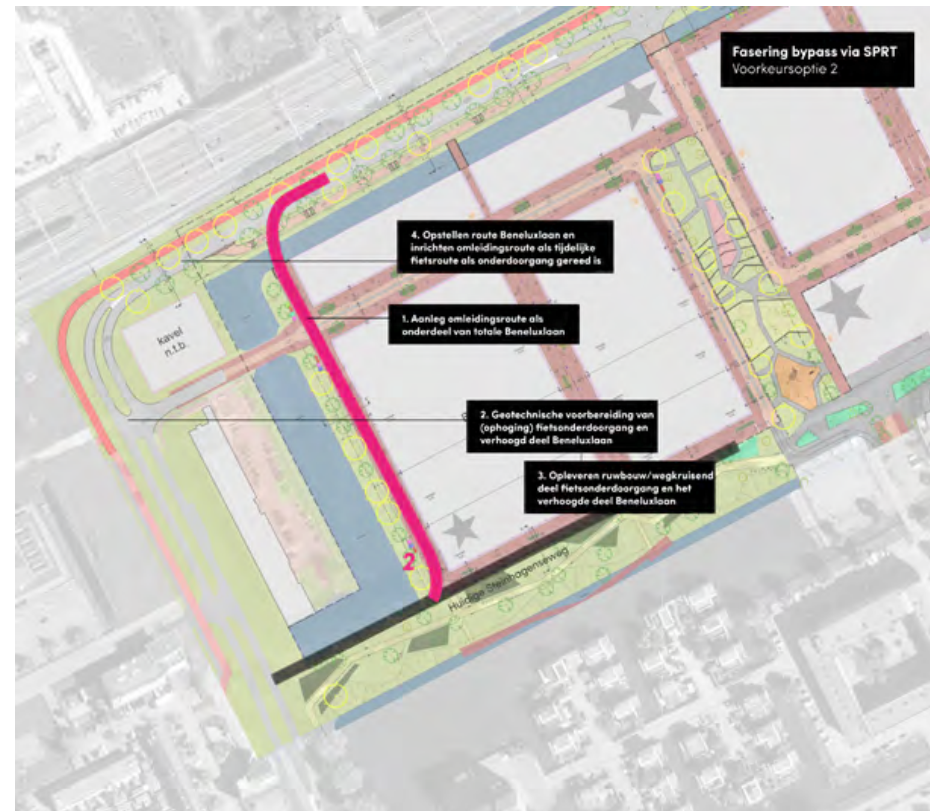 Fasering bypass via SPRT
Voorkeursoptie 2
4. Opstellen route Beneluxlaan en
inrichten omleidingsroute als tijdelijke
fietsroute als onderdoorgang gereed is
1. Aanleg omleidingsroute als
onderdeel van totale Beneluxlaan
kavel
n.t.b.
2. Geotechnische voorbereiding van
(ophoging) fietsonderdoorgang en
verhoogd deel Beneluxlaan
3. Opleveren ruwbouw/wegkruisend
deel fietsonderdoorgang en het
verhoogde deel Beneluxlaan
2
Huidige Steinhagenseweg